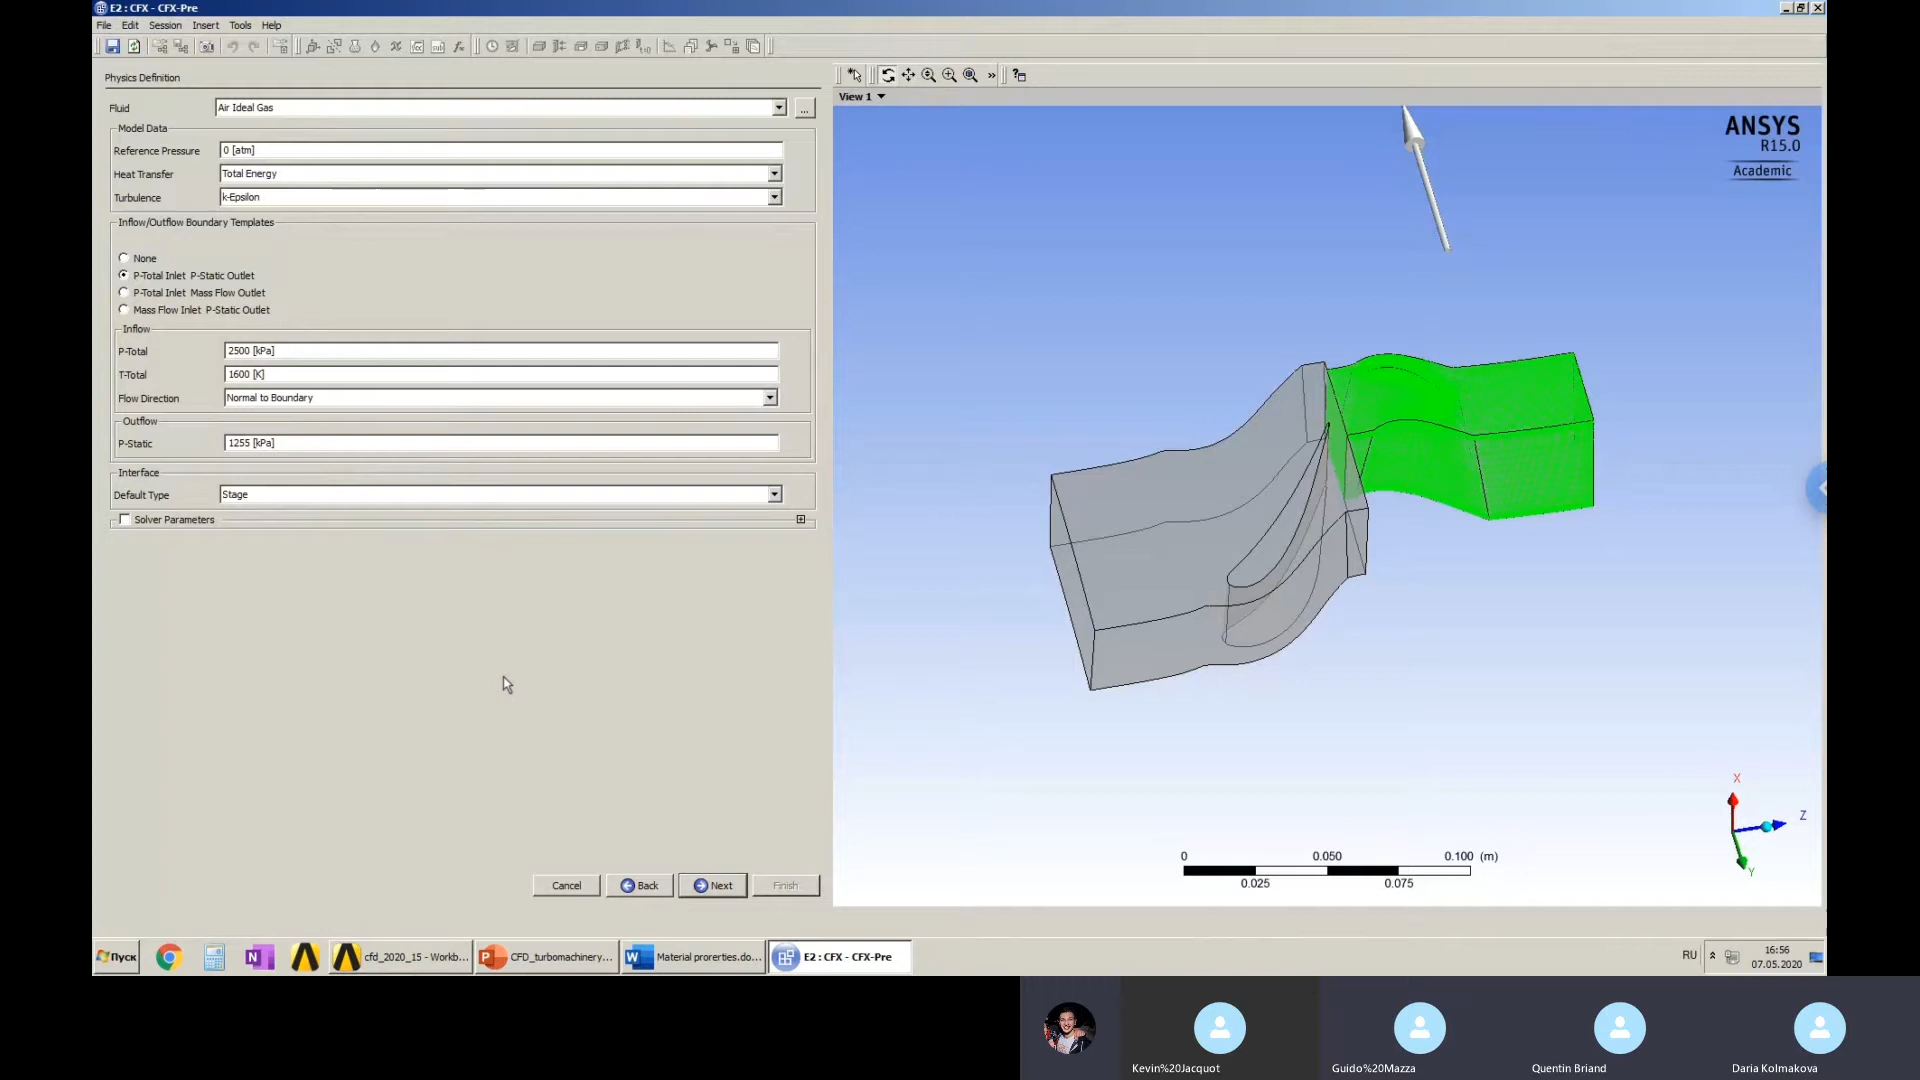 E2 : CFX - CFX-Pre
File Edit Session Insert Tools Help
Physics Definition
Fluid Air Ideal Gas ...
Model Data
Reference Pressure 0 [atm]
Heat Transfer Total Energy
Turbulence k-Epsilon
Inflow/Outflow Boundary Templates
None
P-Total Inlet P-Static Outlet
P-Total Inlet Mass Flow Outlet
Mass Flow Inlet P-Static Outlet
Inflow
P-Total 2500 [kPa]
T-Total 1600 [K]
Flow Direction Normal to Boundary
Outflow
P-Static 1255 [kPa]
Interface
Default Type Stage
Solver Parameters
Cancel Back Next Finish
View 1
ANSYS
R15.0
Academic
X
Z
Y
0 0.050 0.100 (m)
0.025 0.075
Пуск cfd_2020_15 - Workb... CFD_turbomachinery... Material prorerties.do... E2 : CFX - CFX-Pre RU 16:56
07.05.2020
Kevin%20Jacquot Guido%20Mazza Quentin Briand Daria Kolmakova